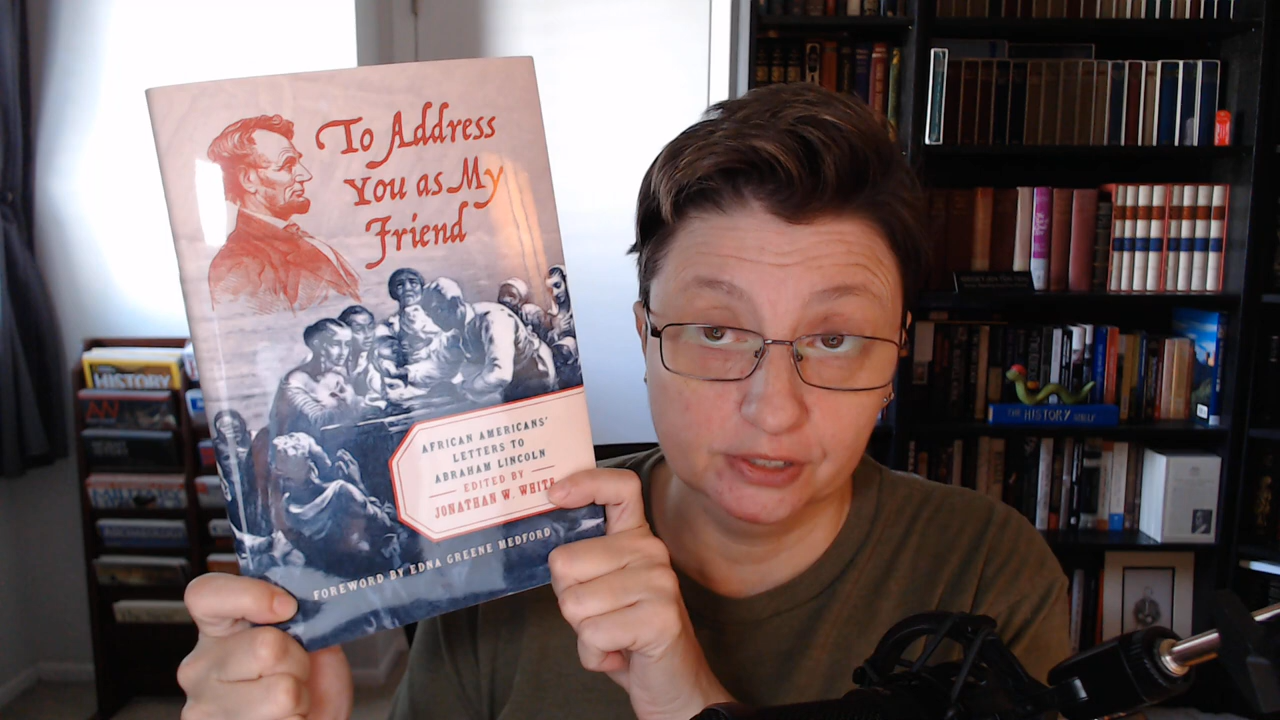 To Address
You as My
Friend
AFRICAN AMERICANS'
LETTERS TO
ABRAHAM LINCOLN
EDITED BY
JONATHAN W. WHITE
FOREWORD BY EDNA GREENE MEDFORD
HISTORY
THE HISTORY SHELF